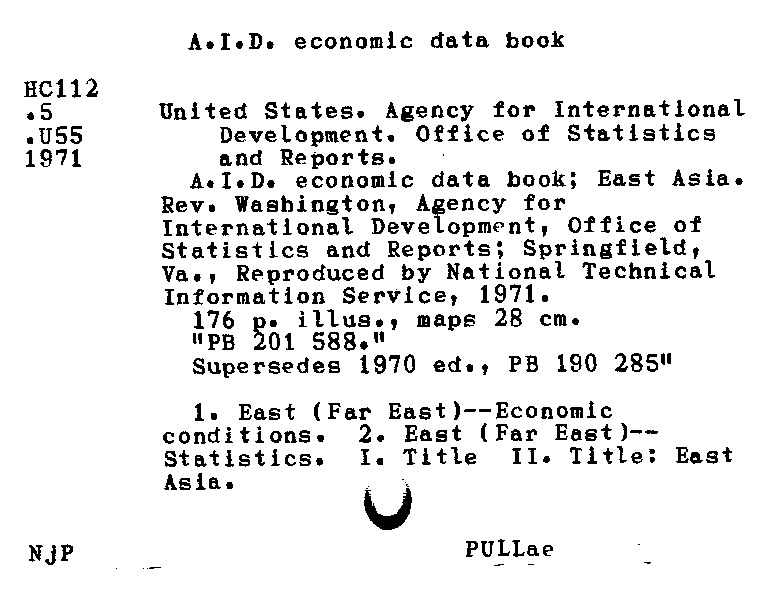 A.I.D. economic data book
HC112
.5 United States. Agency for International
.U55 Development. Office of Statistics
1971 and Reports.
A.I.D. economic data book; East Asia.
Rev. Washington, Agency for
International Development, Office of
Statistics and Reports; Springfield,
Va., Reproduced by National Technical
Information Service, 1971.
176 p. illus., maps 28 cm.
"PB 201 588."
Supersedes 1970 ed., PB 190 285"
1. East (Far East)--Economic
conditions. 2. East (Far East)--
Statistics. I. Title II. Title: East
Asia.
NjP PULLae